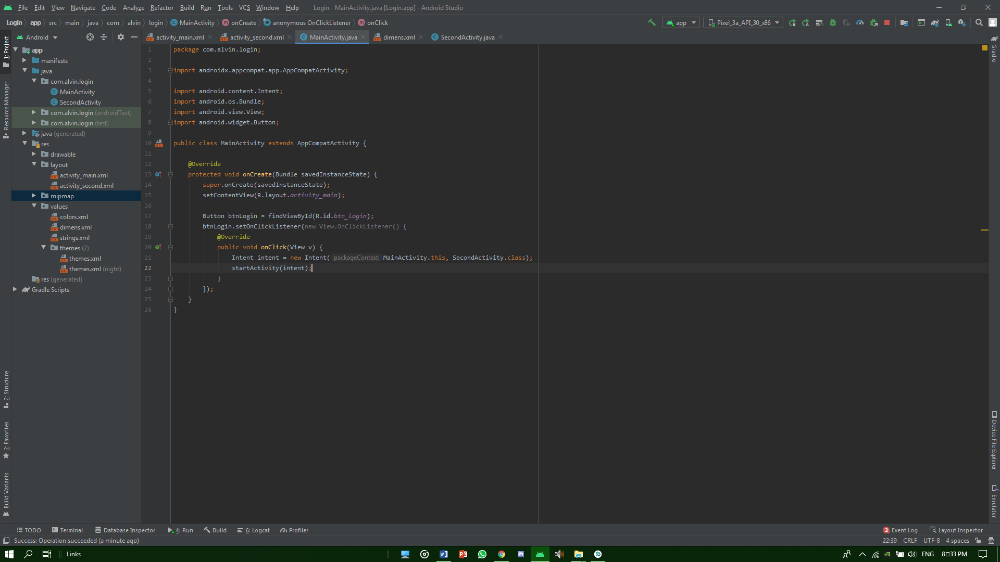 File Edit View Navigate Code Analyze Refactor Build Run Tools VCS Window Help Login - MainActivity.java [Login.app] - Android Studio
Login app src main java com alvin login MainActivity onCreate anonymous OnClickListener onClick app Pixel_3a_API_30_x86
Android activity_main.xml activity_second.xml MainActivity.java dimens.xml SecondActivity.java
1: Project
Resource Manager
7: Structure
2: Favorites
Build Variants
app
manifests
java
com.alvin.login
MainActivity
SecondActivity
com.alvin.login (androidTest)
com.alvin.login (test)
java (generated)
res
drawable
layout
activity_main.xml
activity_second.xml
mipmap
values
colors.xml
dimens.xml
strings.xml
themes (2)
themes.xml
themes.xml (night)
res (generated)
Gradle Scripts
1 package com.alvin.login;
2
3 import androidx.appcompat.app.AppCompatActivity;
4
5 import android.content.Intent;
6 import android.os.Bundle;
7 import android.view.View;
8 import android.widget.Button;
9
10 public class MainActivity extends AppCompatActivity {
11
12 @Override
13 protected void onCreate(Bundle savedInstanceState) {
14 super.onCreate(savedInstanceState);
15 setContentView(R.layout.activity_main);
16
17 Button btnLogin = findViewById(R.id.btn_login);
18 btnLogin.setOnClickListener(new View.OnClickListener() {
19 @Override
20 public void onClick(View v) {
21 Intent intent = new Intent( packageContext: MainActivity.this, SecondActivity.class);
22 startActivity(intent);
23 }
24 });
25 }
26 }
Gradle
Device File Explorer
Emulator
TODO Terminal Database Inspector 4: Run Build 6: Logcat Profiler 2 Event Log Layout Inspector
Success: Operation succeeded (a minute ago) 22:39 CRLF UTF-8 4 spaces
Links ENG 8□33 PM